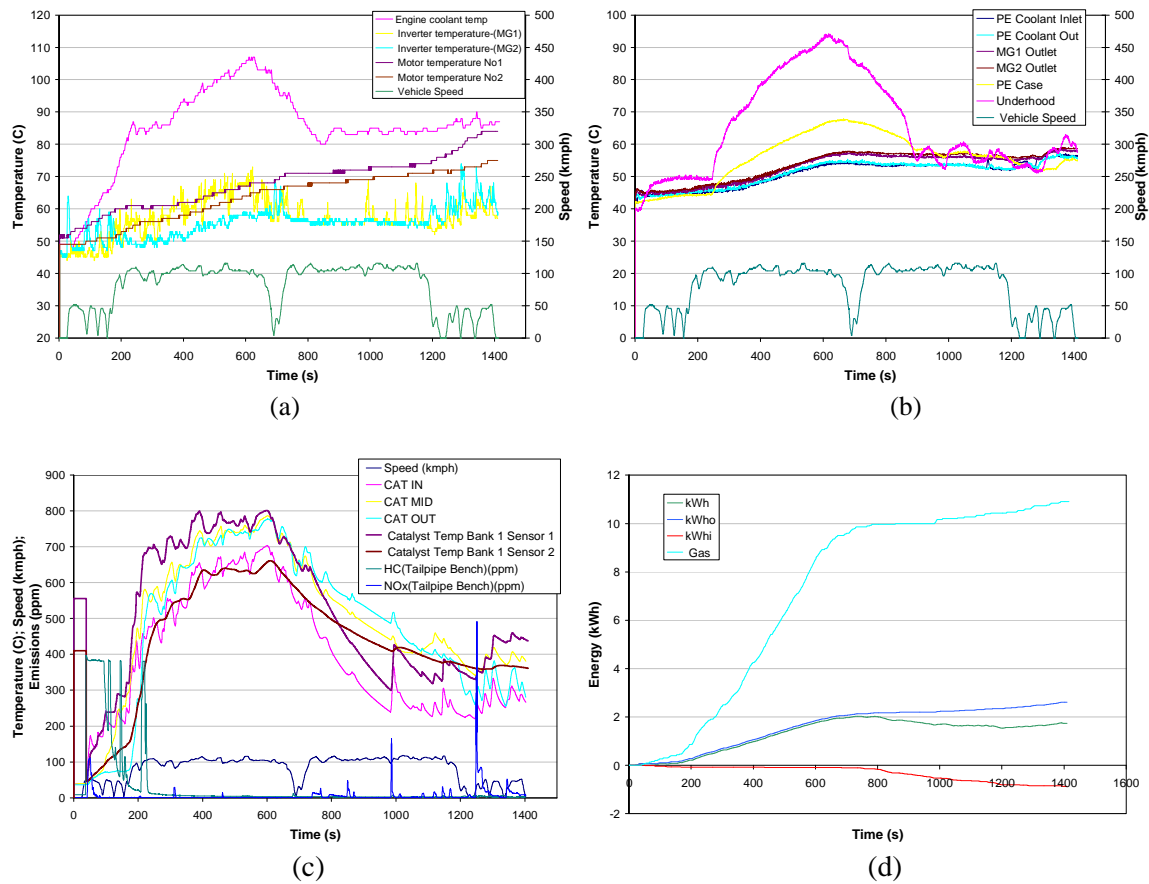 120
110
100
90
80
70
60
50
40
30
20
Temperature (C)
500
450
400
350
300
250
200
150
100
50
0
Speed (kmph)
Engine coolant temp
Inverter temperature-(MG1)
Inverter temperature-(MG2)
Motor temperature No1
Motor temperature No2
Vehicle Speed
0 200 400 600 800 1000 1200 1400
Time (s)
(a)
100
90
80
70
60
50
40
30
20
10
0
Temperature (C)
500
450
400
350
300
250
200
150
100
50
0
Speed (kmph)
PE Coolant Inlet
PE Coolant Out
MG1 Outlet
MG2 Outlet
PE Case
Underhood
Vehicle Speed
0 200 400 600 800 1000 1200 1400
Time (s)
(b)
900
800
700
600
500
400
300
200
100
0
Temperature (C); Speed (kmph);
Emissions (ppm)
Speed (kmph)
CAT IN
CAT MID
CAT OUT
Catalyst Temp Bank 1 Sensor 1
Catalyst Temp Bank 1 Sensor 2
HC(Tailpipe Bench)(ppm)
NOx(Tailpipe Bench)(ppm)
0 200 400 600 800 1000 1200 1400
Time (s)
(c)
12
10
8
6
4
2
0
-2
Energy (kWh)
kWh
kWho
kWhi
Gas
0 200 400 600 800 1000 1200 1400 1600
Time (s)
(d)